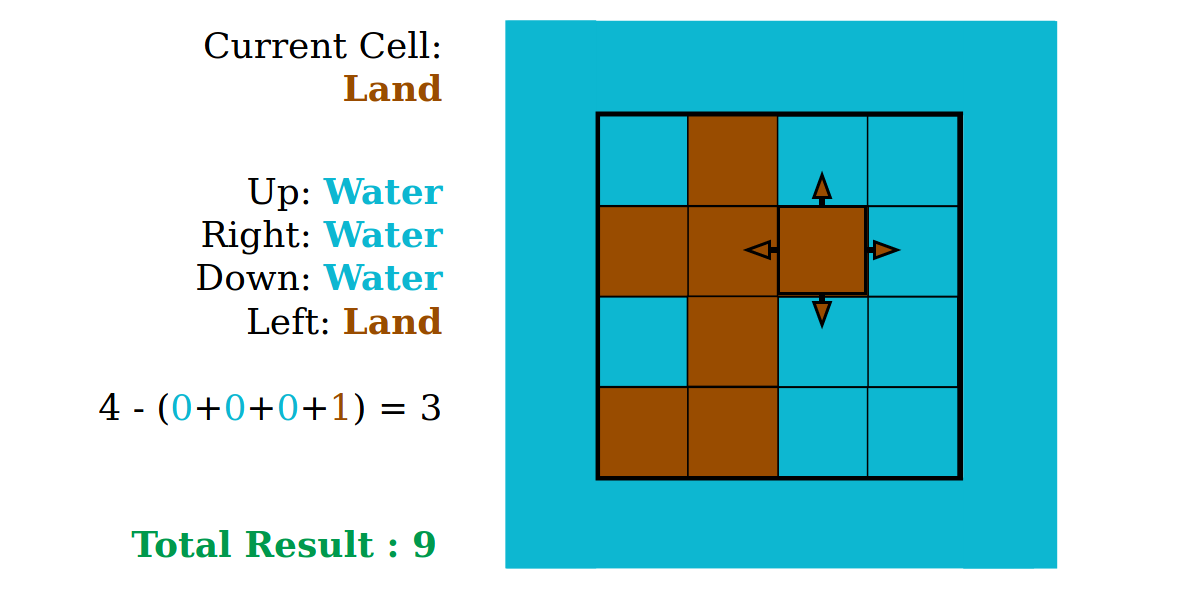 Current Cell:
Land
Up: Water
Right: Water
Down: Water
Left: Land
4 - (0+0+0+1) = 3
Total Result : 9